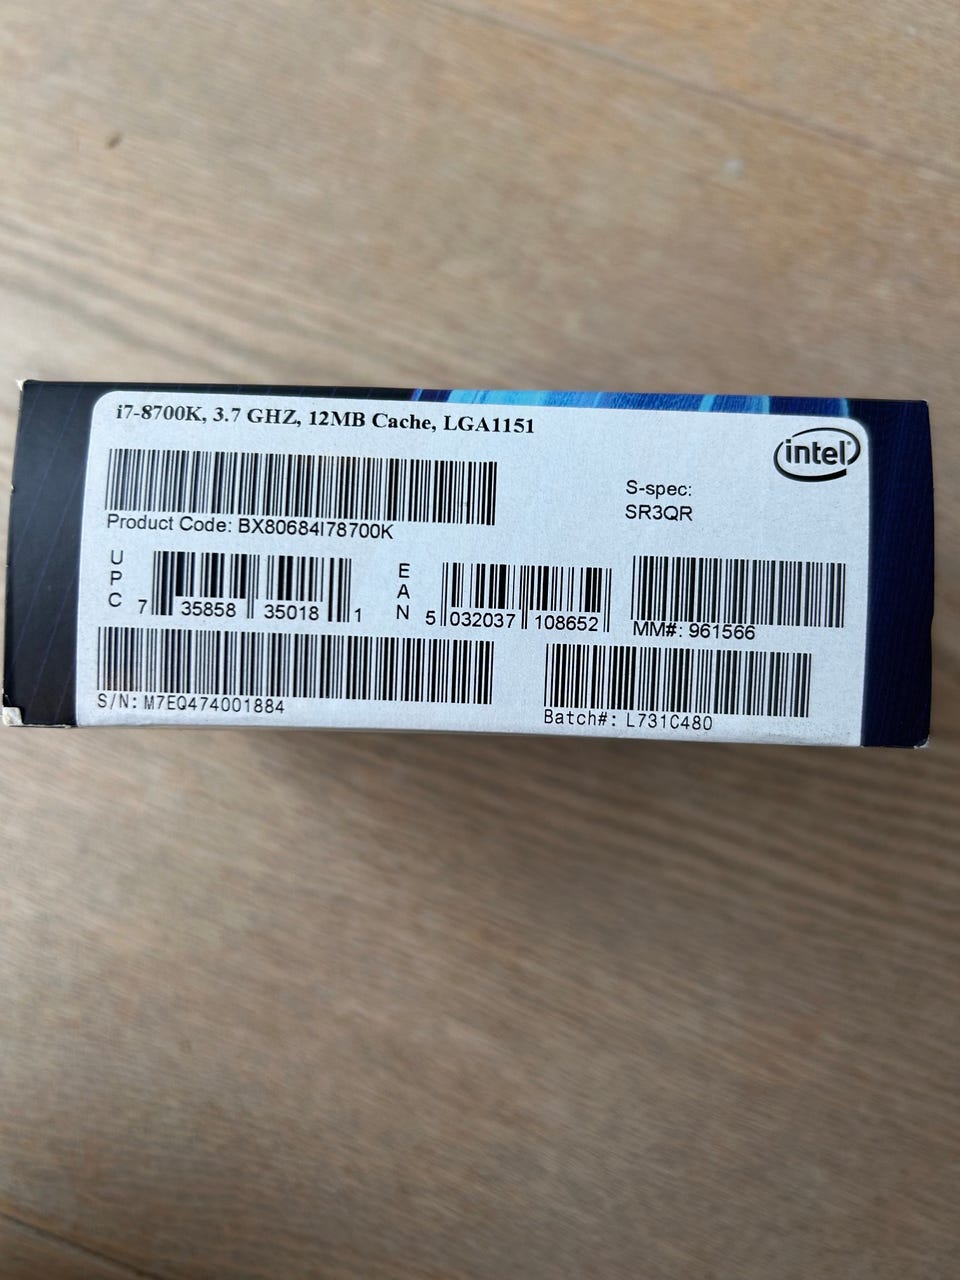 i7-8700K, 3.7 GHZ, 12MB Cache, LGA1151
intel
S-spec:
SR3QR
Product Code: BX80684I78700K
UPC
7 35858 35018 1
EAN
5 032037 108652
MM#: 961566
S/N: M7EQ474001884
Batch#: L731C480